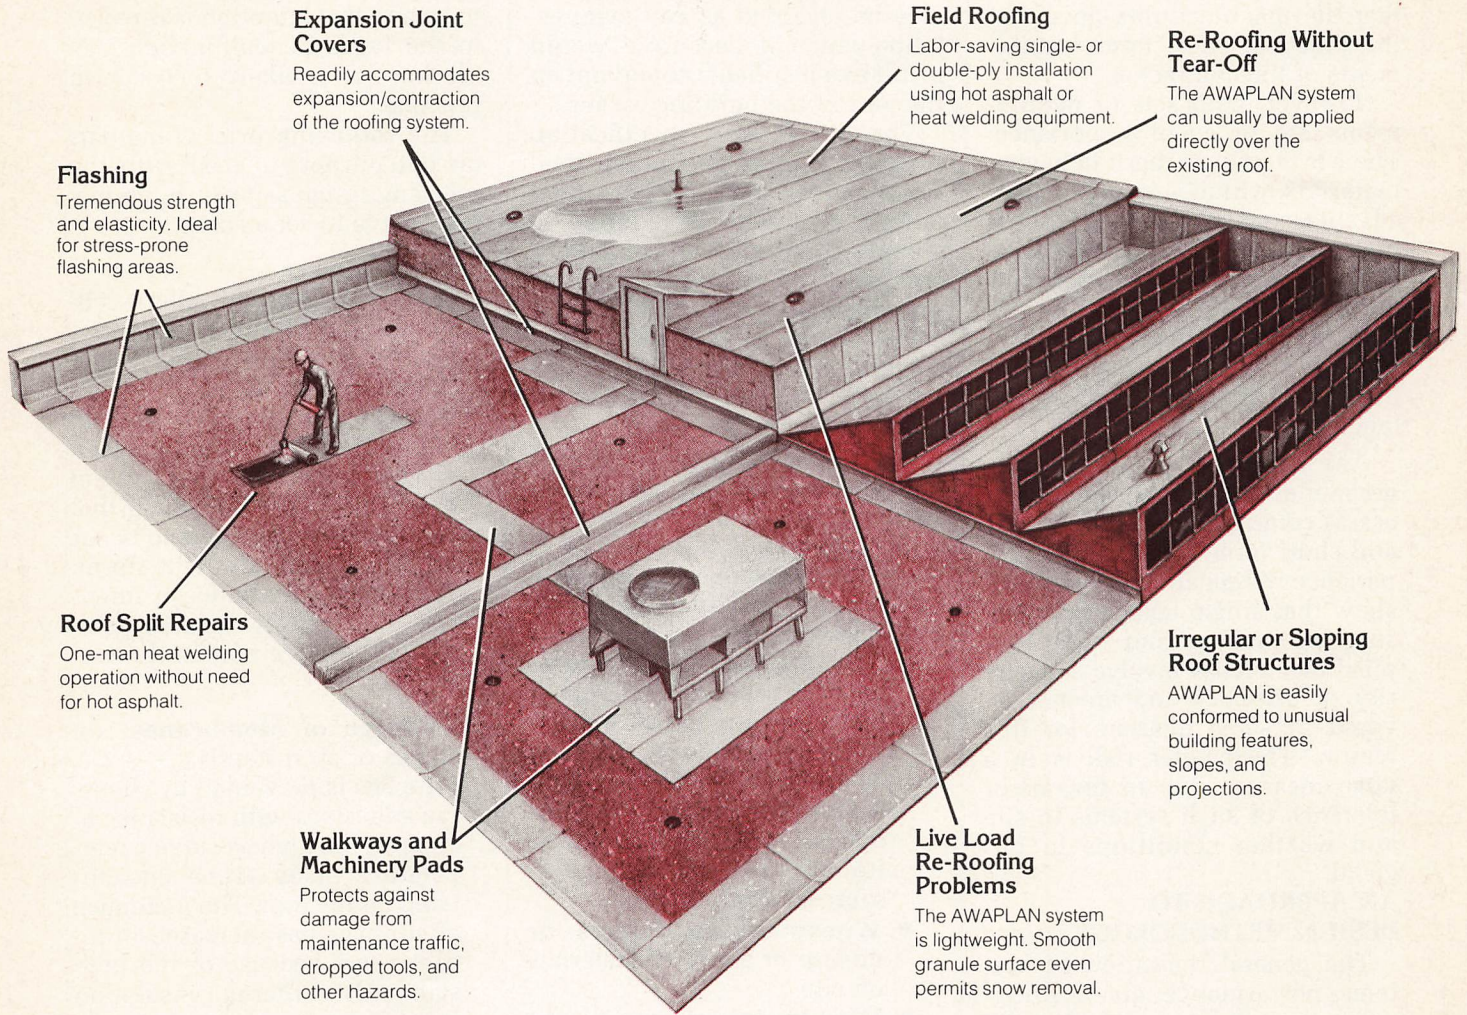 Expansion Joint
Covers
Readily accommodates
expansion/contraction
of the roofing system.
Field Roofing
Labor-saving single- or
double-ply installation
using hot asphalt or
heat welding equipment.
Re-Roofing Without
Tear-Off
The AWAPLAN system
can usually be applied
directly over the
existing roof.
Flashing
Tremendous strength
and elasticity. Ideal
for stress-prone
flashing areas.
Roof Split Repairs
One-man heat welding
operation without need
for hot asphalt.
Irregular or Sloping
Roof Structures
AWAPLAN is easily
conformed to unusual
building features,
slopes, and
projections.
Walkways and
Machinery Pads
Protects against
damage from
maintenance traffic,
dropped tools, and
other hazards.
Live Load
Re-Roofing
Problems
The AWAPLAN system
is lightweight. Smooth
granule surface even
permits snow removal.